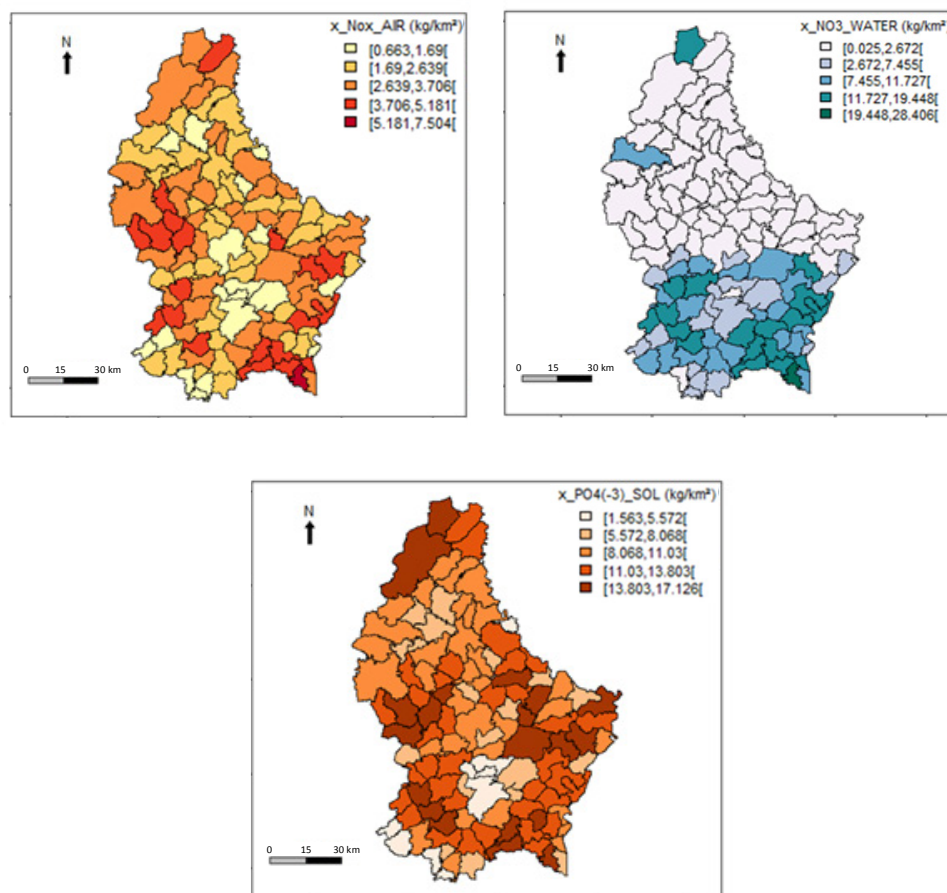 x_Nox_AIR (kg/km²)
N
[0.663,1.69[
[1.69,2.639[
[2.639,3.706[
[3.706,5.181[
[5.181,7.504[
0 15 30 km
x_NO3_WATER (kg/km²)
N
[0.025,2.672[
[2.672,7.455[
[7.455,11.727[
[11.727,19.448[
[19.448,28.406[
0 15 30 km
x_PO4(-3)_SOL (kg/km²)
N
[1.563,5.572[
[5.572,8.068[
[8.068,11.03[
[11.03,13.803[
[13.803,17.126[
0 15 30 km